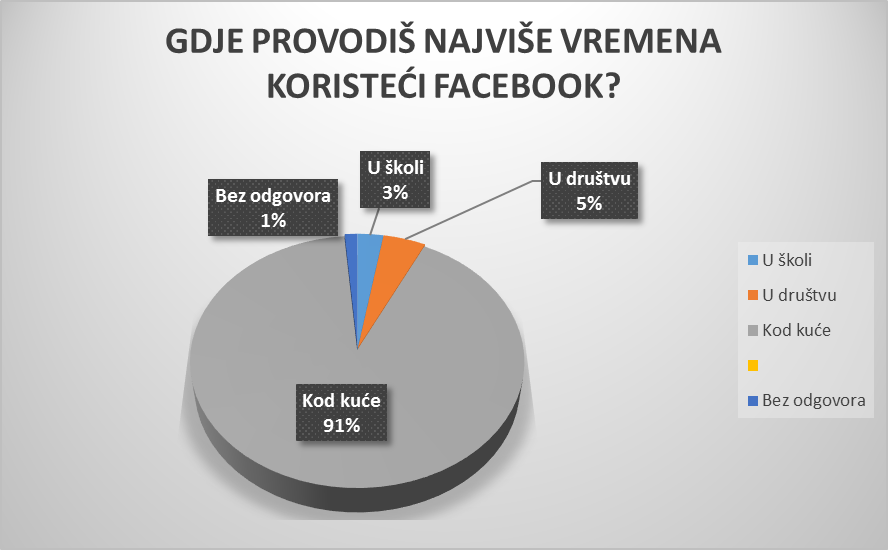 GDJE PROVODIŠ NAJVIŠE VREMENA
KORISTEĆI FACEBOOK?
U školi
3%
U društvu
5%
Bez odgovora
1%
Kod kuće
91%
U školi
U društvu
Kod kuće
Bez odgovora